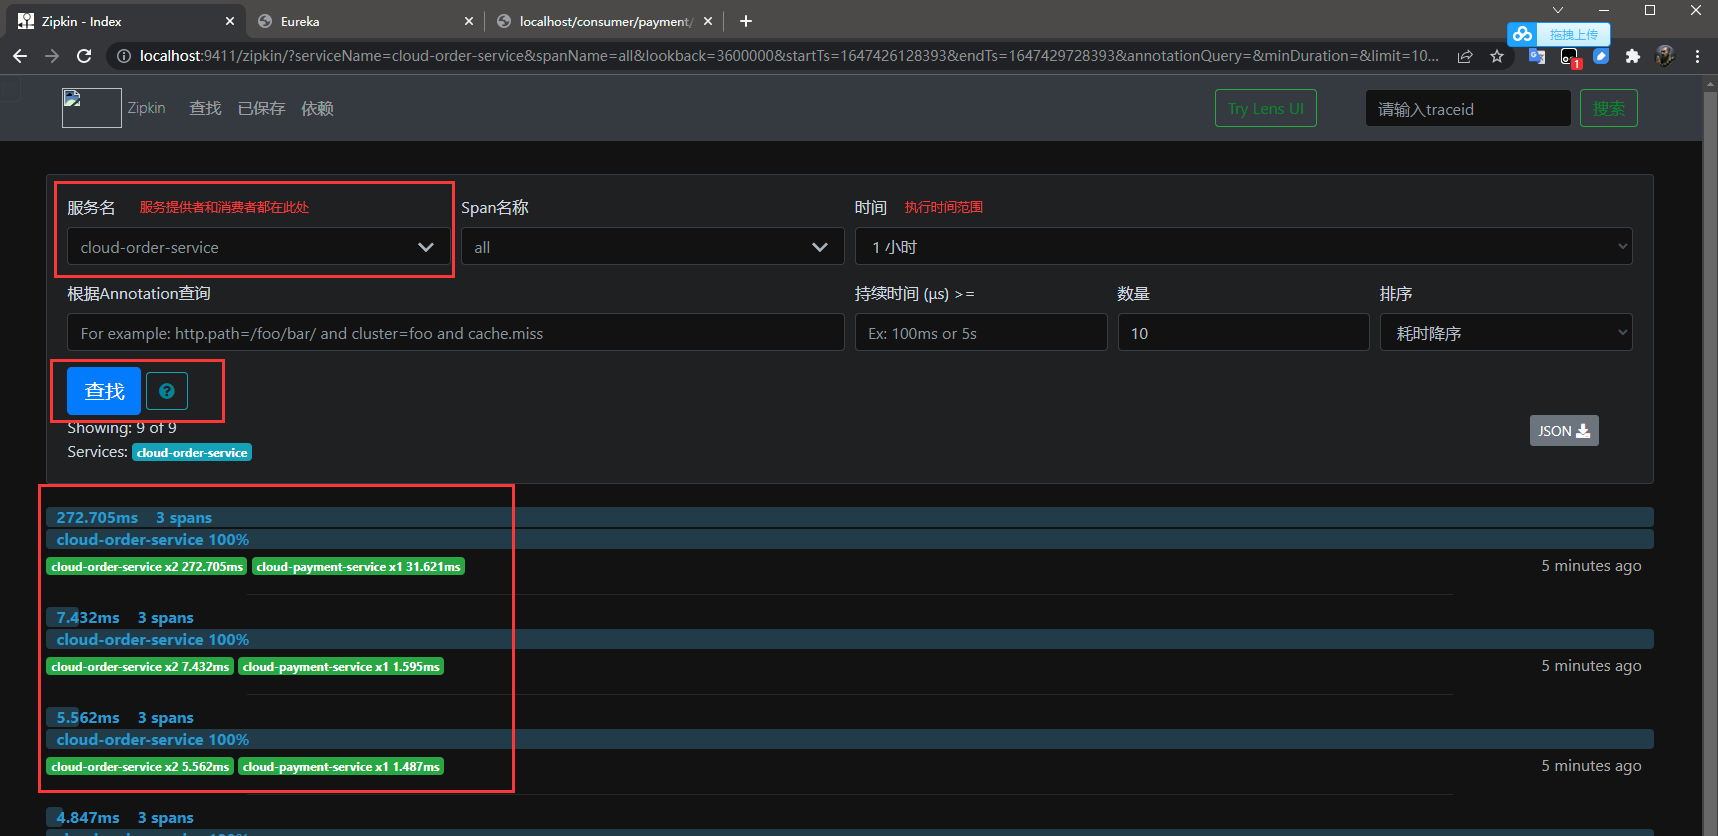 Zipkin - Index
Eureka
localhost/consumer/payment/
拖拽上传
localhost:9411/zipkin/?serviceName=cloud-order-service&spanName=all&lookback=3600000&startTs=1647426128393&endTs=1647429728393&annotationQuery=&minDuration=&limit=10...
1
Zipkin 查找 已保存 依赖 Try Lens UI 请输入traceid 搜索
服务名 服务提供者和消费者都在此处 Span名称 时间 执行时间范围
cloud-order-service all 1 小时
根据Annotation查询 持续时间 (μs) >= 数量 排序
For example: http.path=/foo/bar/ and cluster=foo and cache.miss Ex: 100ms or 5s 10 耗时降序
查找 ?
Showing: 9 of 9
JSON
Services: cloud-order-service
272.705ms 3 spans
cloud-order-service 100%
cloud-order-service x2 272.705ms cloud-payment-service x1 31.621ms 5 minutes ago
7.432ms 3 spans
cloud-order-service 100%
cloud-order-service x2 7.432ms cloud-payment-service x1 1.595ms 5 minutes ago
5.562ms 3 spans
cloud-order-service 100%
cloud-order-service x2 5.562ms cloud-payment-service x1 1.487ms 5 minutes ago
4.847ms 3 spans
cloud-order-service 100%